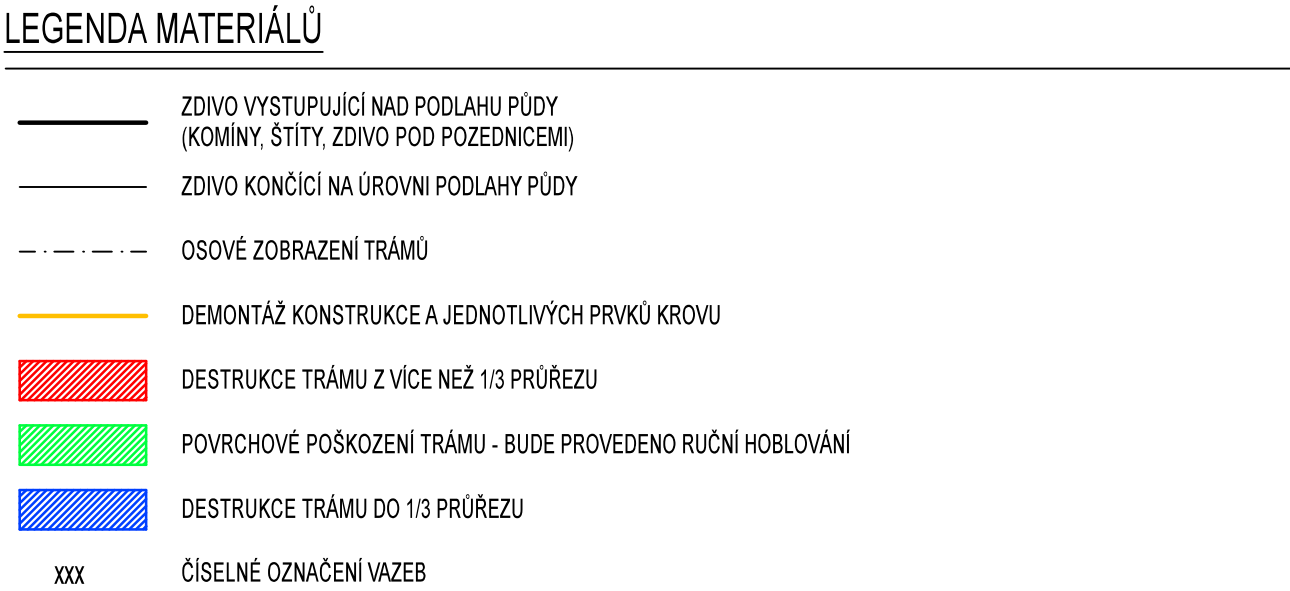 LEGENDA MATERIÁLŮ
ZDIVO VYSTUPUJÍCÍ NAD PODLAHU PŮDY
(KOMÍNY, ŠTÍTY, ZDIVO POD POZEDNICEMI)
ZDIVO KONČÍCÍ NA ÚROVNI PODLAHY PŮDY
OSOVÉ ZOBRAZENÍ TRÁMŮ
DEMONTÁŽ KONSTRUKCE A JEDNOTLIVÝCH PRVKŮ KROVU
DESTRUKCE TRÁMU Z VÍCE NEŽ 1/3 PRŮŘEZU
POVRCHOVÉ POŠKOZENÍ TRÁMU - BUDE PROVEDENO RUČNÍ HOBLOVÁNÍ
DESTRUKCE TRÁMU DO 1/3 PRŮŘEZU
XXX ČÍSELNÉ OZNAČENÍ VAZEB